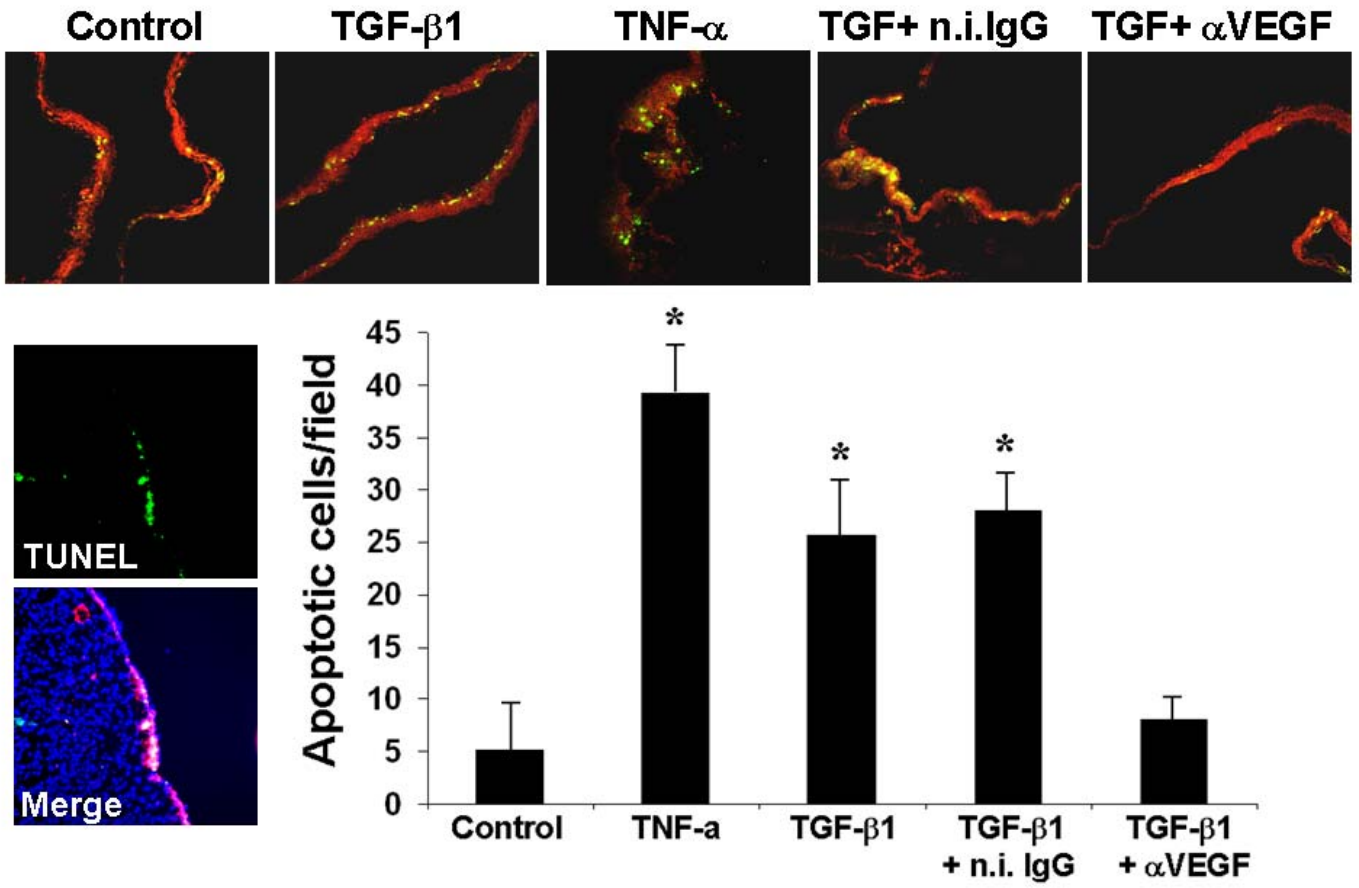 Control TGF-β1 TNF-α TGF+ n.i.IgG TGF+ αVEGF
TUNEL
Merge
Apoptotic cells/field
45
40
35
30
25
20
15
10
5
0
*
*
*
Control TNF-a TGF-β1 TGF-β1 TGF-β1
+ n.i. IgG + αVEGF